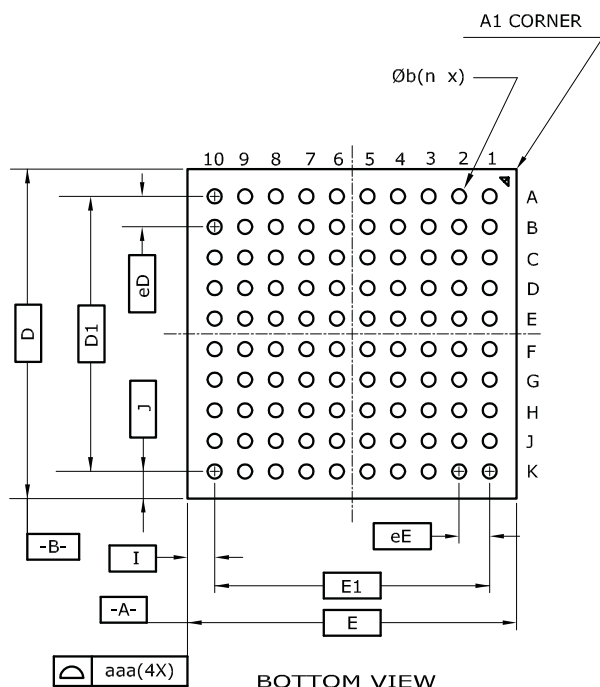 A1 CORNER
Øb(n x)
10 9 8 7 6 5 4 3 2 1
A
B
C
D
E
F
G
H
J
K
eD
D
D1
J
-B-
I
eE
E1
-A-
E
aaa(4X)
BOTTOM VIEW